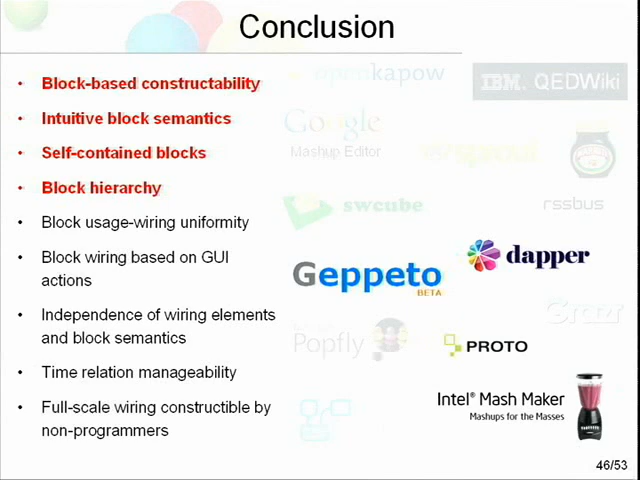 Conclusion
• Block-based constructability
• Intuitive block semantics
• Self-contained blocks
• Block hierarchy
• Block usage-wiring uniformity
• Block wiring based on GUI
actions
• Independence of wiring elements
and block semantics
• Time relation manageability
• Full-scale wiring constructible by
non-programmers
openkapow
IBM. QEDWiki
Google
Mashup Editor
swcube
rssbus
dapper
Geppeto
BETA
Popfly
PROTO
Intel® Mash Maker
Mashups for the Masses
46/53